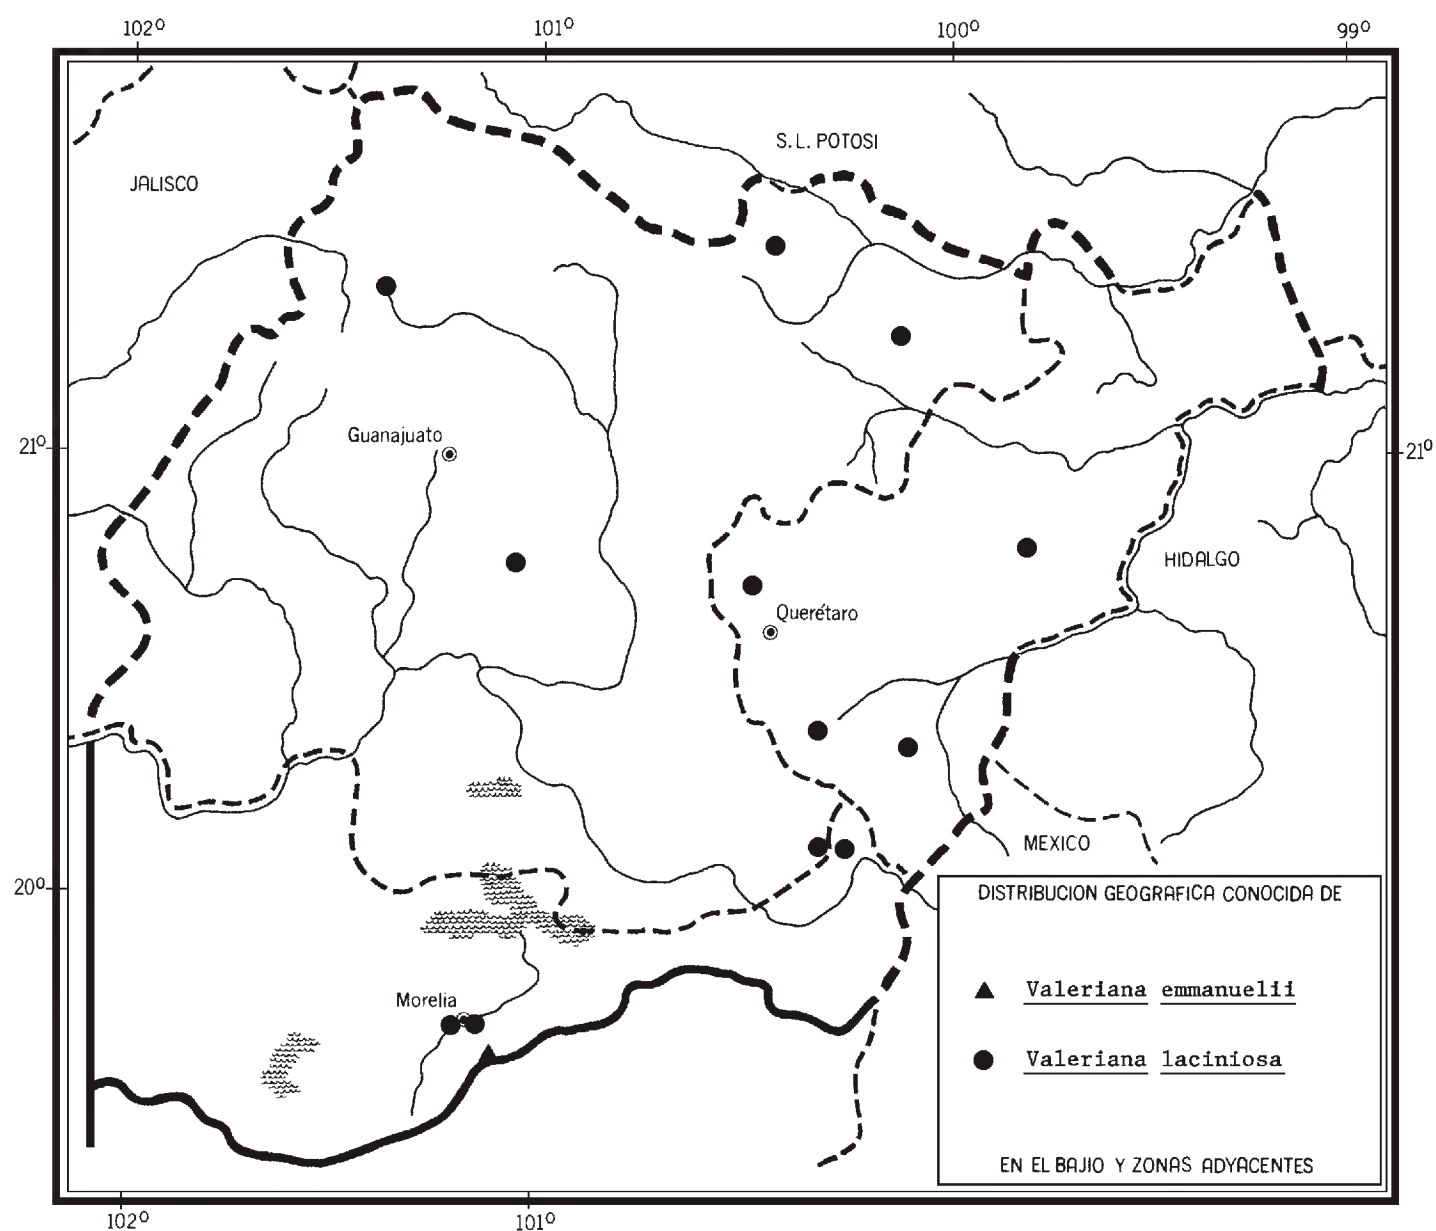 102º 101º 100º 99º
S.L. POTOSI
JALISCO
Guanajuato
21º 21º
HIDALGO
Querétaro
MEXICO
20º
DISTRIBUCION GEOGRAFICA CONOCIDA DE
Valeriana emmanuelii
Morelia
Valeriana laciniosa
EN EL BAJIO Y ZONAS ADYACENTES
102º 101º